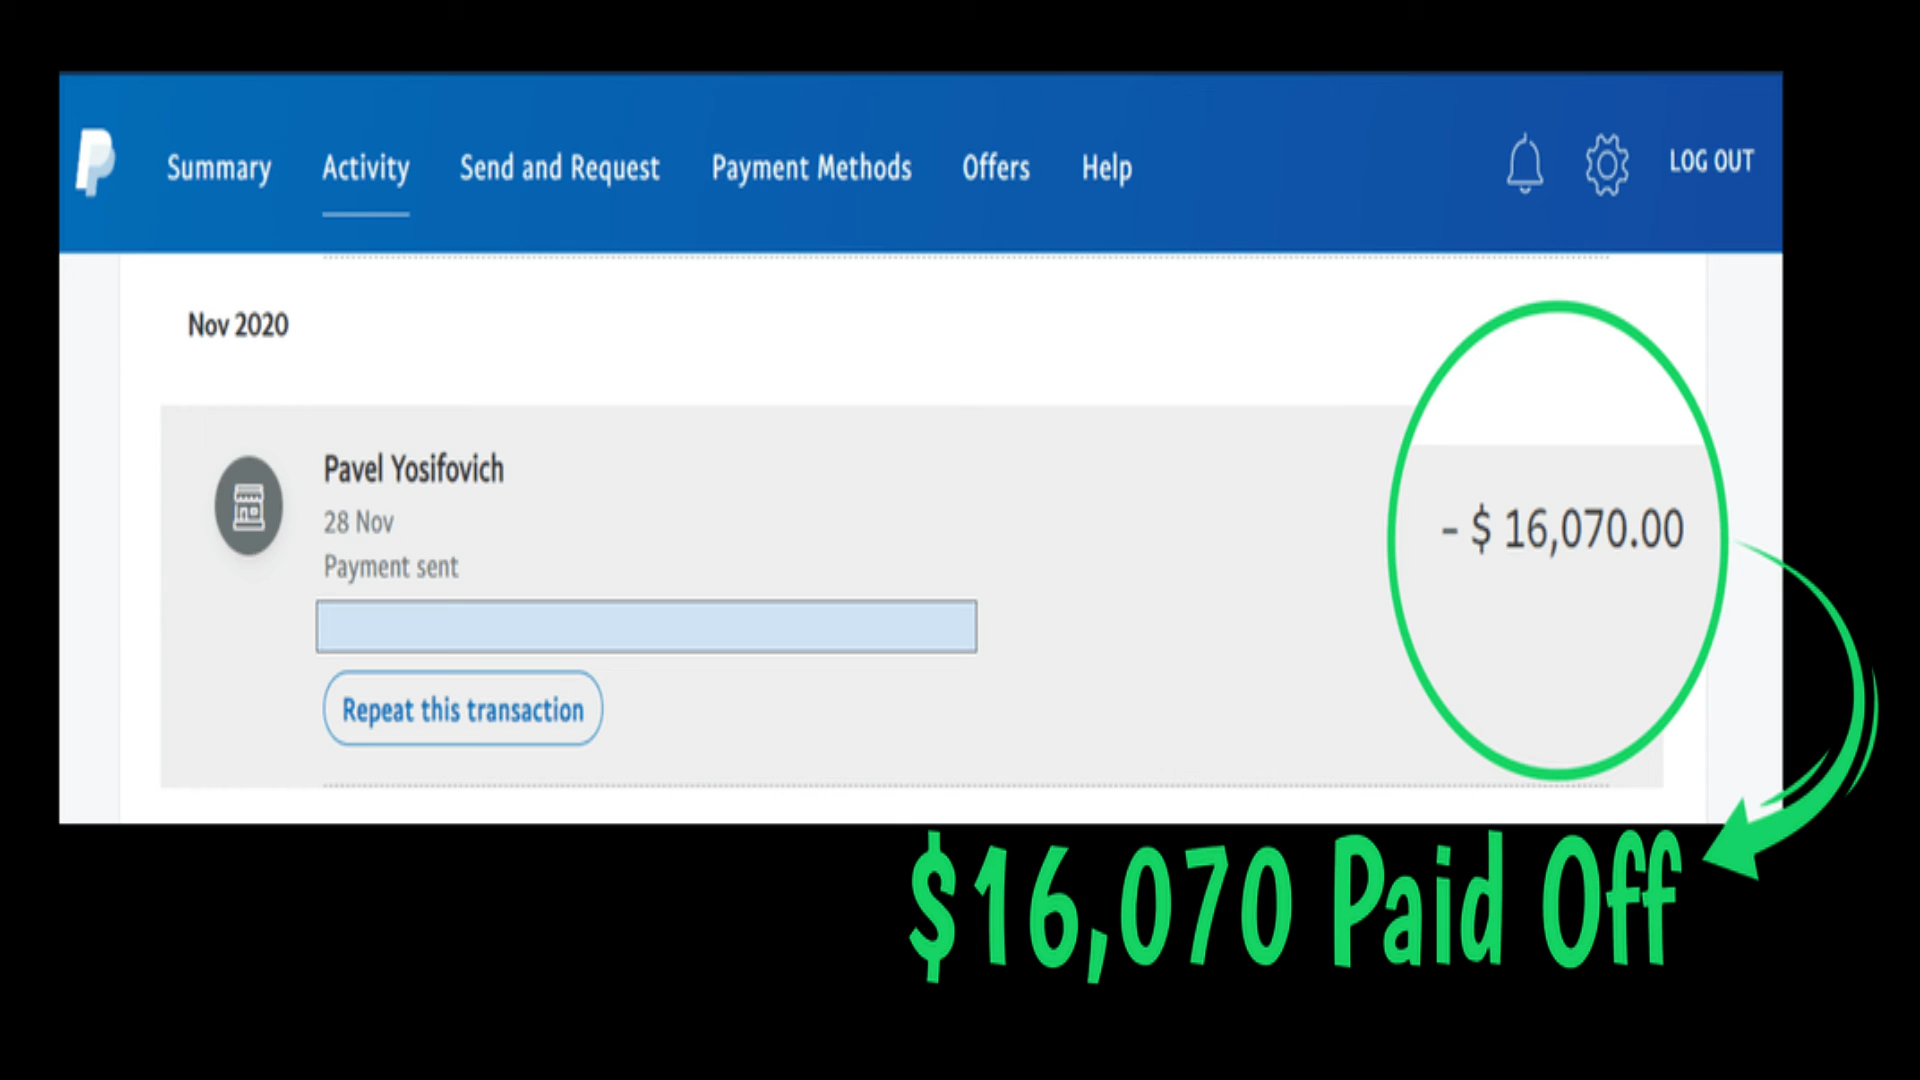 Summary Activity Send and Request Payment Methods Offers Help LOG OUT
Nov 2020
Pavel Yosifovich
28 Nov
Payment sent
- $ 16,070.00
Repeat this transaction
$16,070 Paid Off